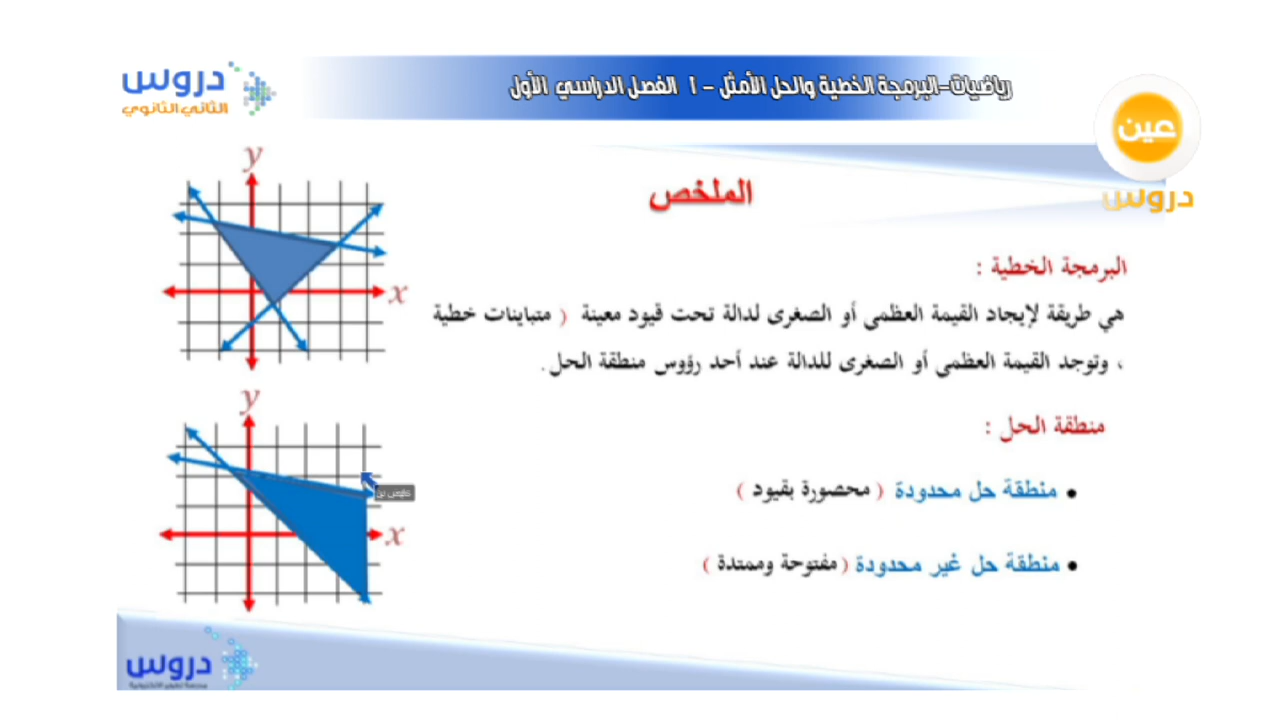 رياضيات-البرمجة الخطية والحل الأمثل - ٢ الفصل الدراسي الأول
دروس
الثاني الثانوي
عين
دروس
الملخص
البرمجة الخطية :
هي طريقة لإيجاد القيمة العظمى أو الصغرى لدالة تحت قيود معينة ( متباينات خطية
، وتوجد القيمة العظمى أو الصغرى للدالة عند أحد رؤوس منطقة الحل .
منطقة الحل :
• منطقة حل محدودة ( محصورة بقيود )
• منطقة حل غير محدودة ( مفتوحة وممتدة )
y
x
y
x
دروس